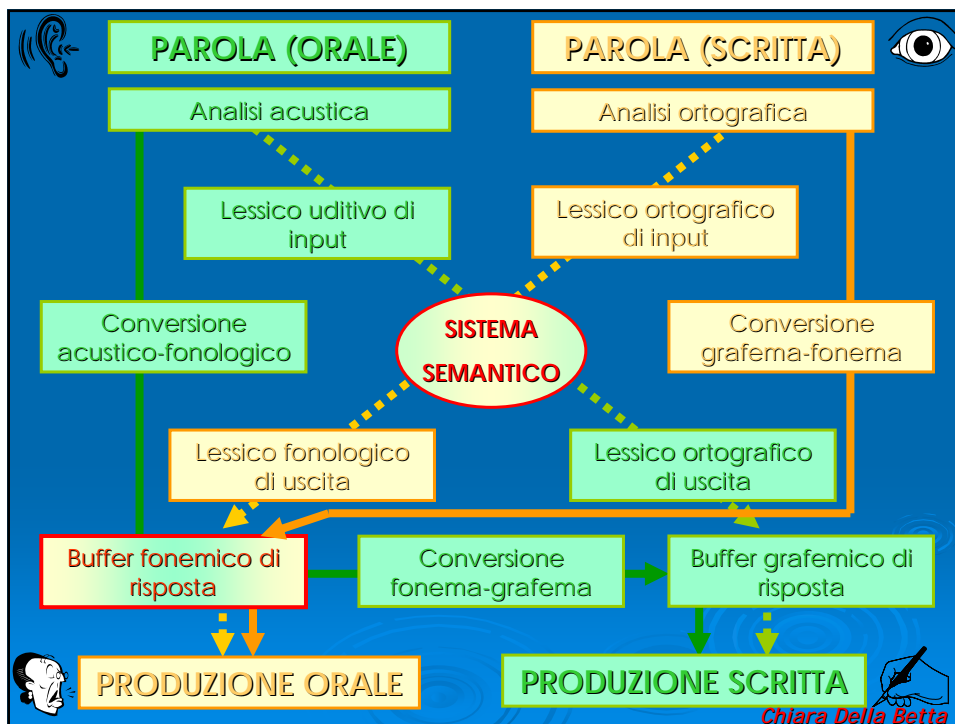 PAROLA (ORALE)
PAROLA (SCRITTA)
Analisi acustica
Analisi ortografica
Lessico uditivo di
input
Lessico ortografico
di input
Conversione
acustico-fonologico
SISTEMA
SEMANTICO
Conversione
grafema-fonema
Lessico fonologico
di uscita
Lessico ortografico
di uscita
Buffer fonemico di
risposta
Conversione
fonema-grafema
Buffer grafemico di
risposta
PRODUZIONE ORALE
PRODUZIONE SCRITTA
Chiara Della Betta